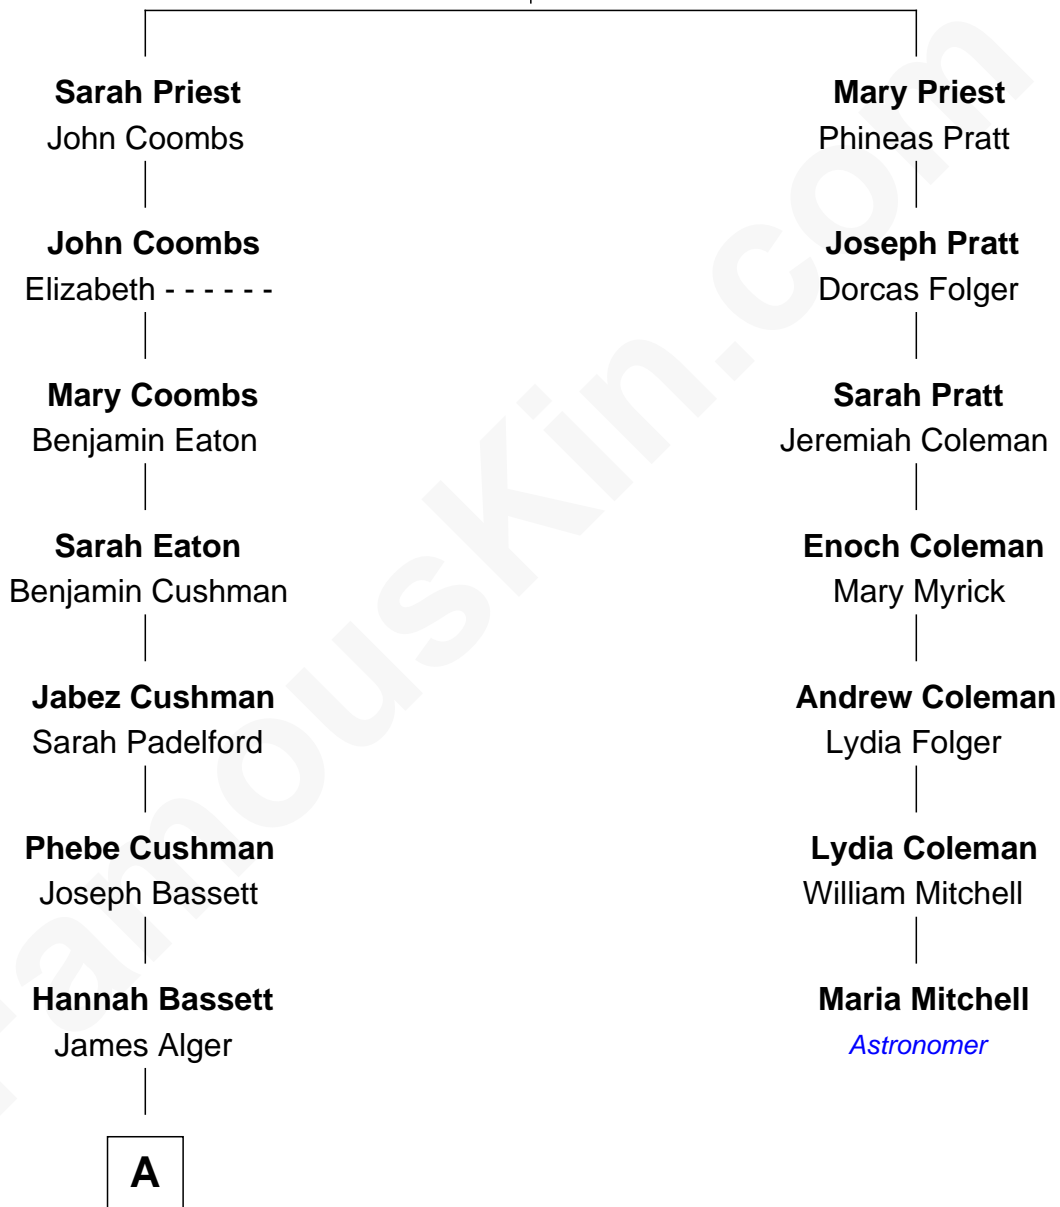 Sarah Priest
John Coombs
John Coombs
Elizabeth - - - - - -
Mary Coombs
Benjamin Eaton
Sarah Eaton
Benjamin Cushman
Jabez Cushman
Sarah Padelford
Phebe Cushman
Joseph Bassett
Hannah Bassett
James Alger
A
Mary Priest
Phineas Pratt
Joseph Pratt
Dorcas Folger
Sarah Pratt
Jeremiah Coleman
Enoch Coleman
Mary Myrick
Andrew Coleman
Lydia Folger
Lydia Coleman
William Mitchell
Maria Mitchell
Astronomer
FamousKin.com